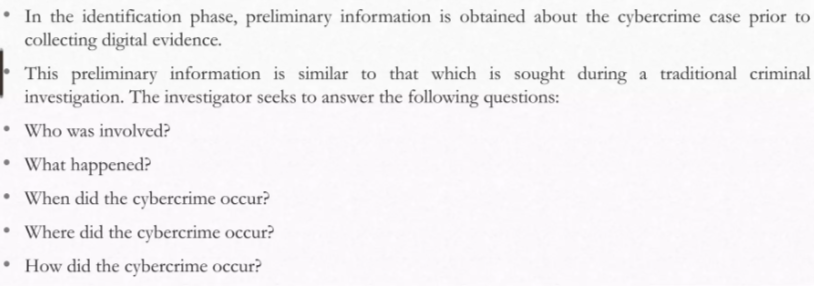 • In the identification phase, preliminary information is obtained about the cybercrime case prior to
collecting digital evidence.
• This preliminary information is similar to that which is sought during a traditional criminal
investigation. The investigator seeks to answer the following questions:
• Who was involved?
• What happened?
• When did the cybercrime occur?
• Where did the cybercrime occur?
• How did the cybercrime occur?